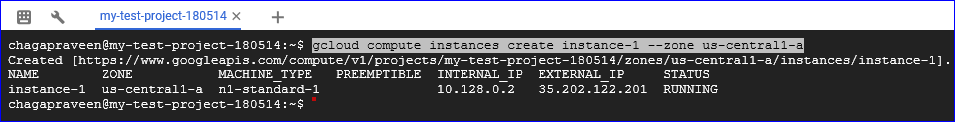 my-test-project-180514 × +
chagapraveen@my-test-project-180514:~$ gcloud compute instances create instance-1 --zone us-central1-a
Created [https://www.googleapis.com/compute/v1/projects/my-test-project-180514/zones/us-central1-a/instances/instance-1].
NAME ZONE MACHINE_TYPE PREEMPTIBLE INTERNAL_IP EXTERNAL_IP STATUS
instance-1 us-central1-a n1-standard-1 10.128.0.2 35.202.122.201 RUNNING
chagapraveen@my-test-project-180514:~$